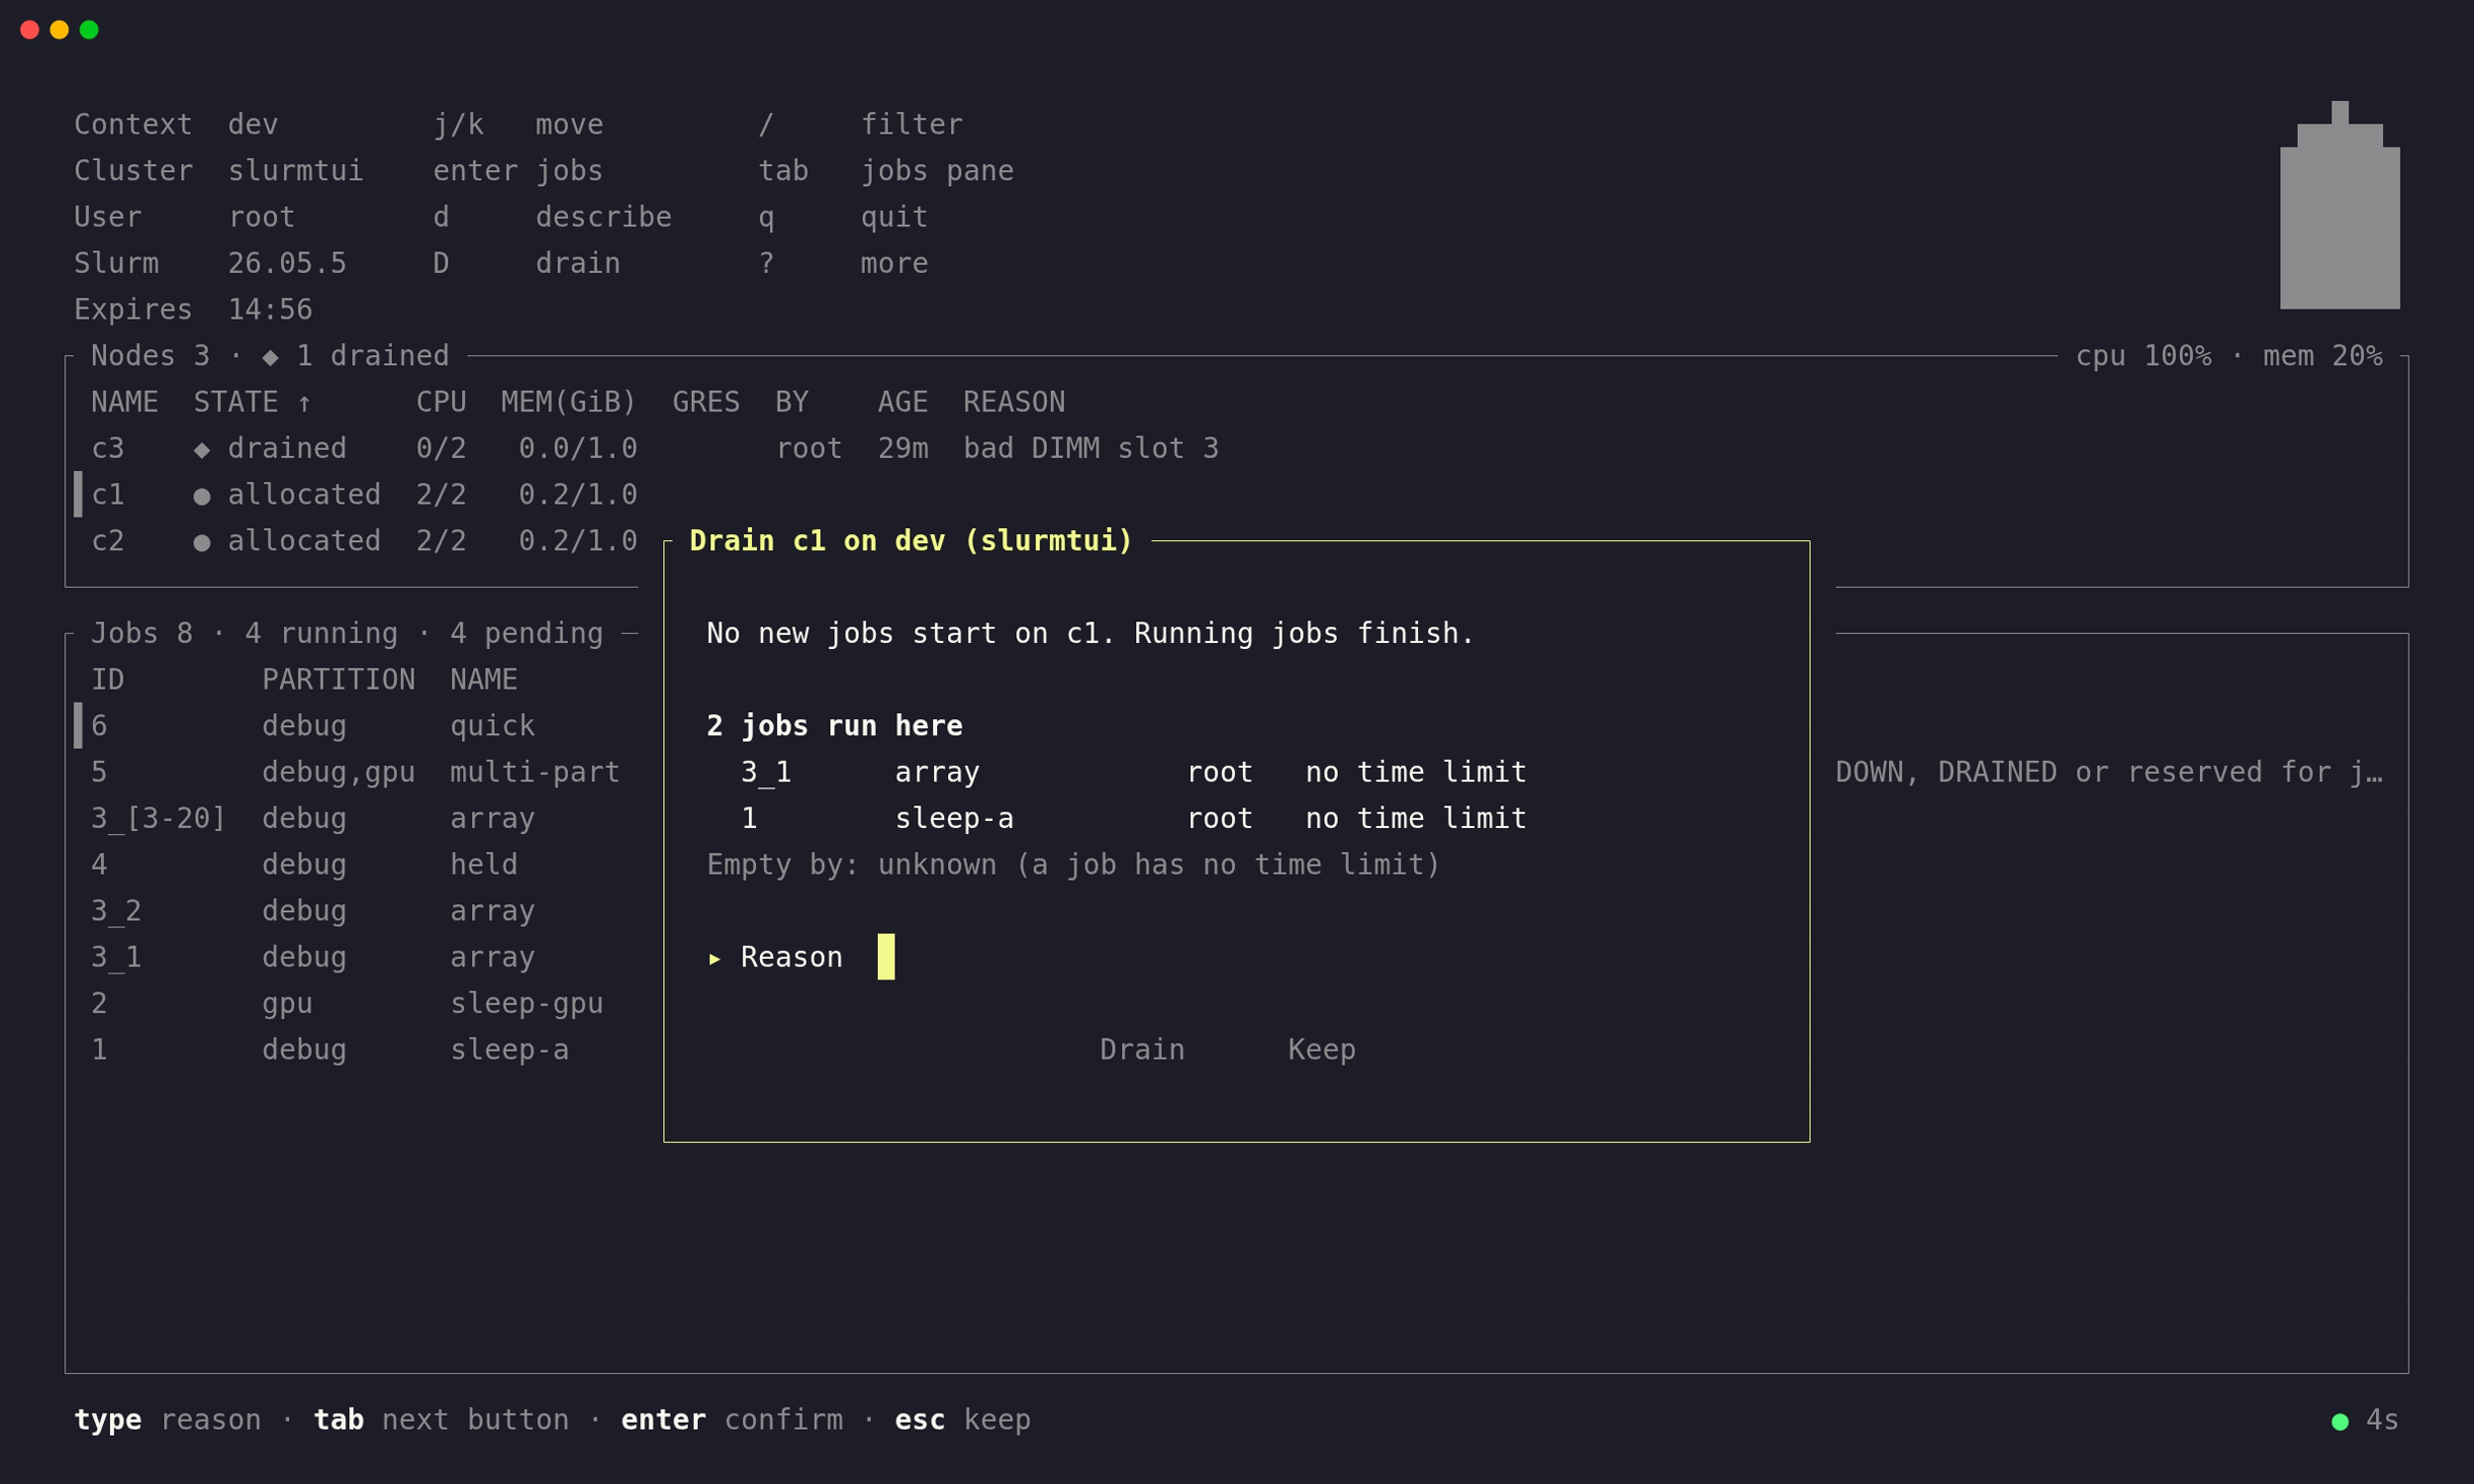 Context  dev         j/k   move         /     filter
Cluster  slurmtui    enter jobs         tab   jobs pane
User     root        d     describe     q     quit
Slurm    26.05.5     D     drain        ?     more
Expires  14:56
Nodes 3 · ◆ 1 drained    cpu 100% · mem 20%
NAME  STATE ↑      CPU  MEM(GiB)  GRES  BY    AGE  REASON
c3    ◆ drained    0/2   0.0/1.0        root  29m  bad DIMM slot 3
c1    ● allocated  2/2   0.2/1.0
c2    ● allocated  2/2   0.2/1.0
Drain c1 on dev (slurmtui)
No new jobs start on c1. Running jobs finish.
2 jobs run here
3_1      array            root   no time limit
1        sleep-a          root   no time limit
Empty by: unknown (a job has no time limit)
▸ Reason
Drain      Keep
Jobs 8 · 4 running · 4 pending
ID        PARTITION  NAME
6         debug      quick
5         debug,gpu  multi-part    DOWN, DRAINED or reserved for j…
3_[3-20]  debug      array
4         debug      held
3_2       debug      array
3_1       debug      array
2         gpu        sleep-gpu
1         debug      sleep-a
type reason · tab next button · enter confirm · esc keep    ● 4s